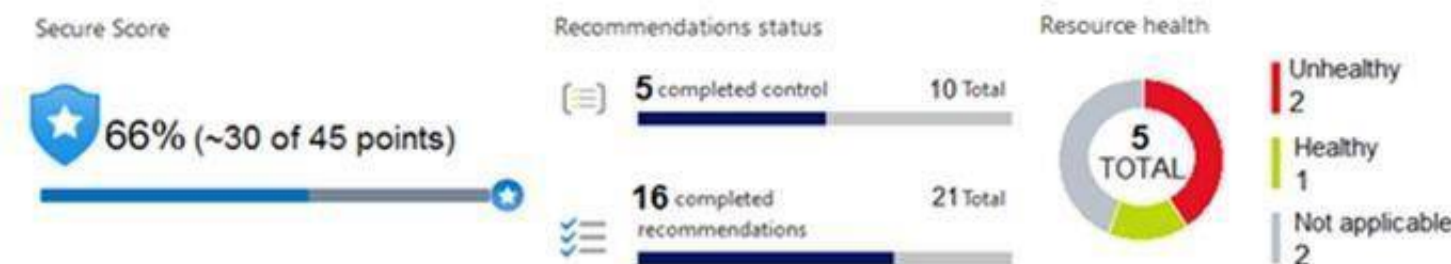 Secure Score
66% (~30 of 45 points)
Recommendations status
5 completed control 10 Total
16 completed 21 Total
recommendations
Resource health
5
TOTAL
Unhealthy
2
Healthy
1
Not applicable
2